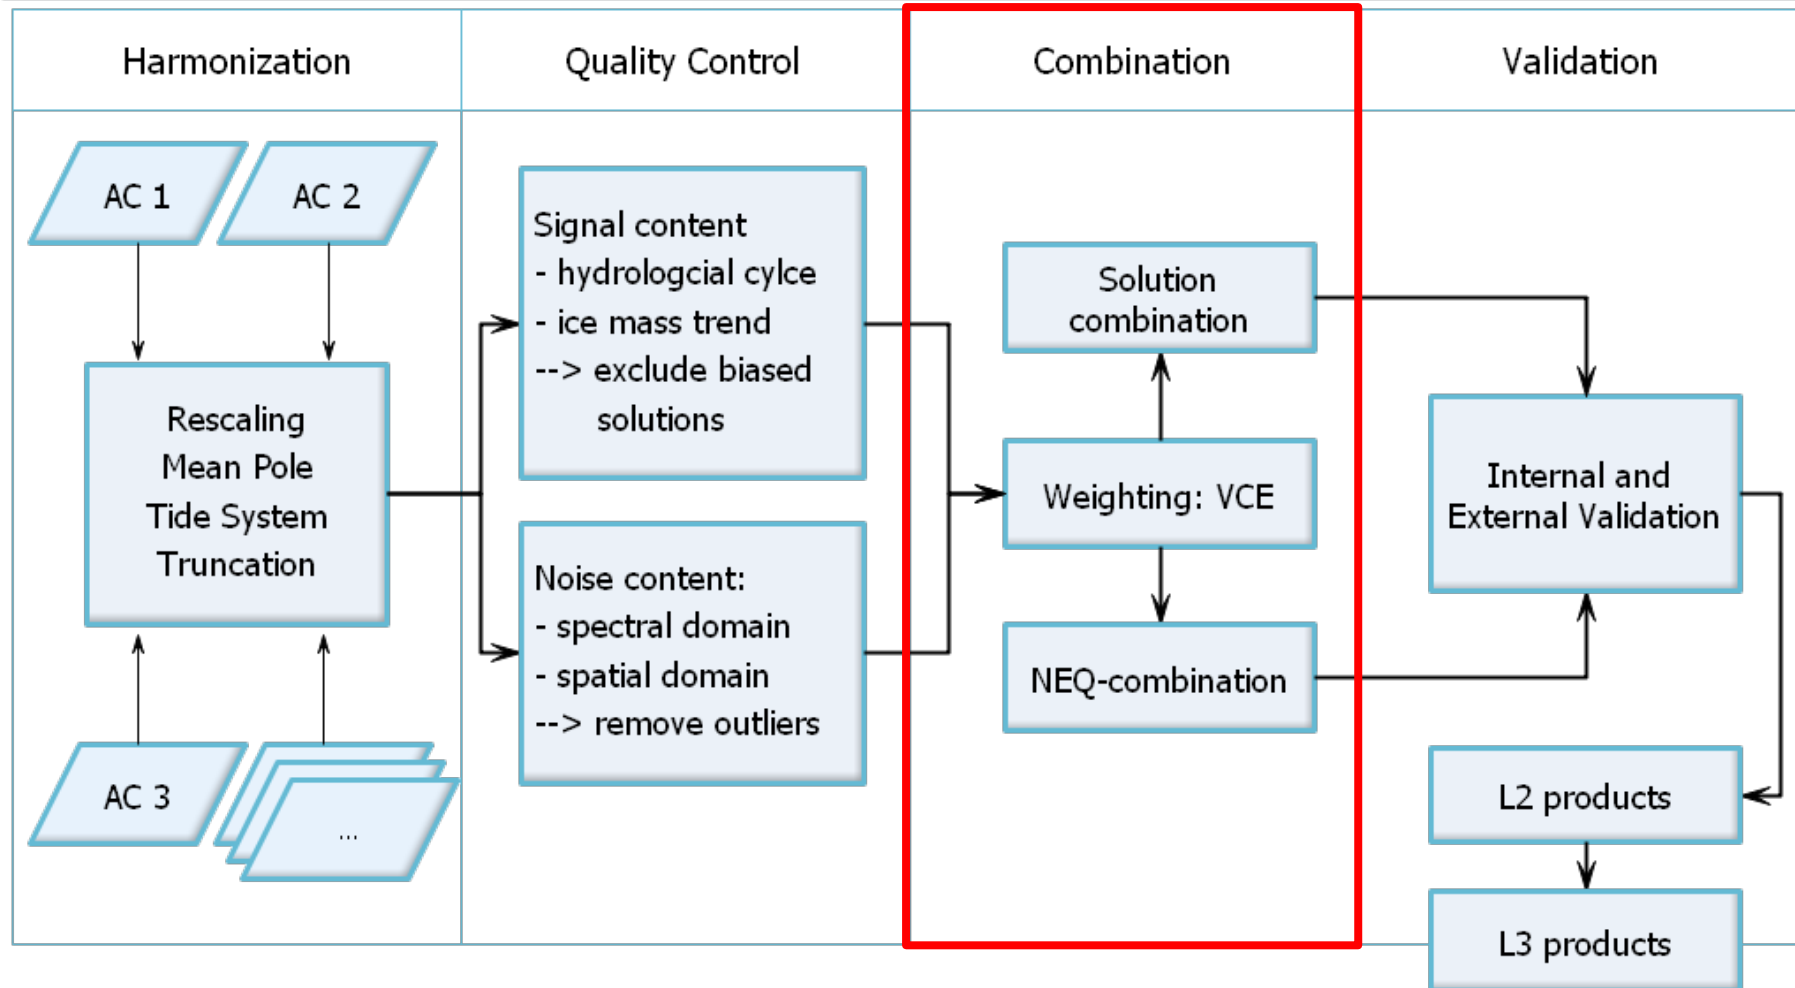 Harmonization
Quality Control
Combination
Validation
AC 1
AC 2
Rescaling
Mean Pole
Tide System
Truncation
AC 3
...
Signal content
- hydrologcial cylce
- ice mass trend
--> exclude biased
solutions
Noise content:
- spectral domain
- spatial domain
--> remove outliers
Solution
combination
Weighting: VCE
NEQ-combination
Internal and
External Validation
L2 products
L3 products